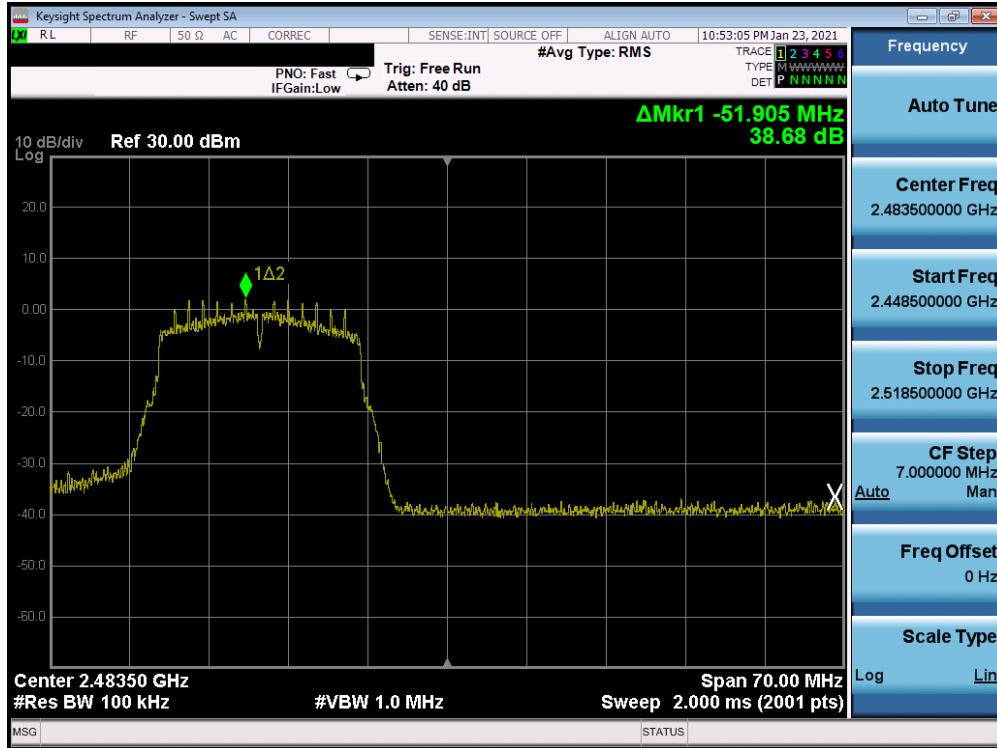 Keysight Spectrum Analyzer - Swept SA
LXI RL RF 50 Ω AC CORREC SENSE:INT SOURCE OFF ALIGN AUTO 10:53:05 PM Jan 23, 2021
#Avg Type: RMS
TRACE 1 2 3 4 5 6
TYPE M WWWWW
DET P N N N N N
PNO: Fast
IFGain:Low
Trig: Free Run
Atten: 40 dB
ΔMkr1 -51.905 MHz
38.68 dB
10 dB/div Ref 30.00 dBm
Log
20.0
10.0
1Δ2
0.00
-10.0
-20.0
-30.0
X
-40.0
-50.0
-60.0
Center 2.48350 GHz
Span 70.00 MHz
#Res BW 100 kHz
#VBW 1.0 MHz
Sweep 2.000 ms (2001 pts)
MSG
STATUS
Frequency
Auto Tune
Center Freq
2.483500000 GHz
Start Freq
2.448500000 GHz
Stop Freq
2.518500000 GHz
CF Step
7.000000 MHz
Auto Man
Freq Offset
0 Hz
Scale Type
Log Lin